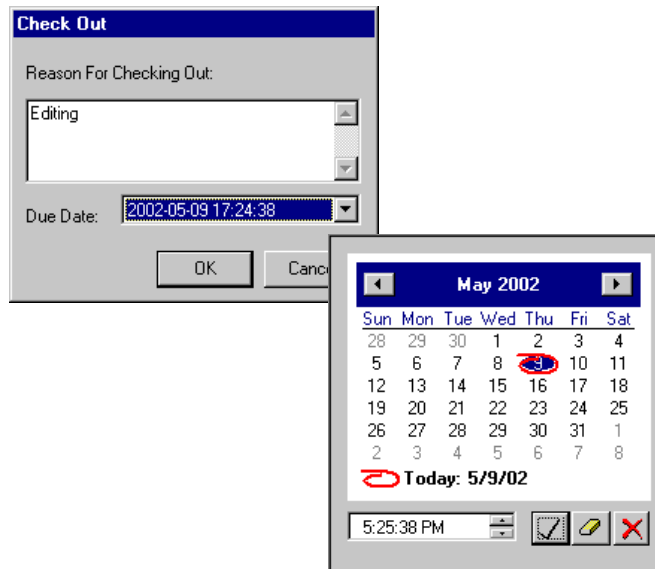 Check Out
Reason For Checking Out:
Editing
Due Date: 2002-05-09 17:24:38
OK Canc
May 2002
Sun Mon Tue Wed Thu Fri Sat
28 29 30 1 2 3 4
5 6 7 8 9 10 11
12 13 14 15 16 17 18
19 20 21 22 23 24 25
26 27 28 29 30 31 1
2 3 4 5 6 7 8
Today: 5/9/02
5:25:38 PM